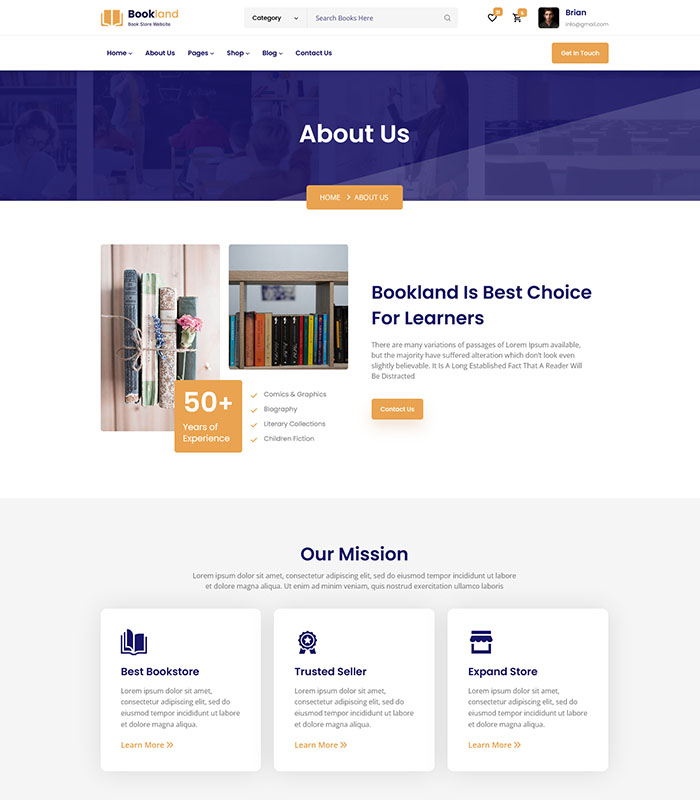 Bookland
Book Store Website
Category
Search Books Here
Brian
info@gmail.com
Home
About Us
Pages
Shop
Blog
Contact Us
Get In Touch
About Us
HOME
ABOUT US
50+
Years of
Experience
Comics & Graphics
Biography
Literary Collections
Children Fiction
Bookland Is Best Choice
For Learners
There are many variations of passages of Lorem Ipsum available,
but the majority have suffered alteration which don't look even
slightly believable. It Is A Long Established Fact That A Reader Will
Be Distracted
Contact Us
Our Mission
Lorem ipsum dolor sit amet, consectetur adipiscing elit, sed do eiusmod tempor incididunt ut labore
et dolore magna aliqua. Ut enim ad minim veniam, quis nostrud exercitation ullamco laboris
Best Bookstore
Lorem ipsum dolor sit amet,
consectetur adipiscing elit, sed do
eiusmod tempor incididunt ut labore
et dolore magna aliqua.
Learn More
Trusted Seller
Lorem ipsum dolor sit amet,
consectetur adipiscing elit, sed do
eiusmod tempor incididunt ut labore
et dolore magna aliqua.
Learn More
Expand Store
Lorem ipsum dolor sit amet,
consectetur adipiscing elit, sed do
eiusmod tempor incididunt ut labore
et dolore magna aliqua.
Learn More